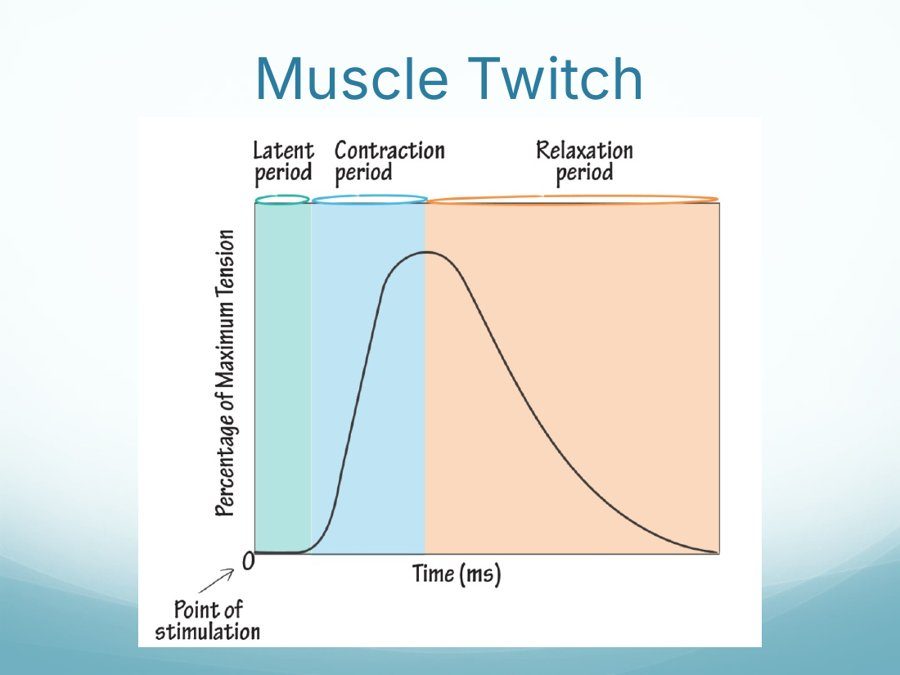 Muscle Twitch
Latent
period
Contraction
period
Relaxation
period
Percentage of Maximum Tension
0
Time (ms)
Point of
stimulation